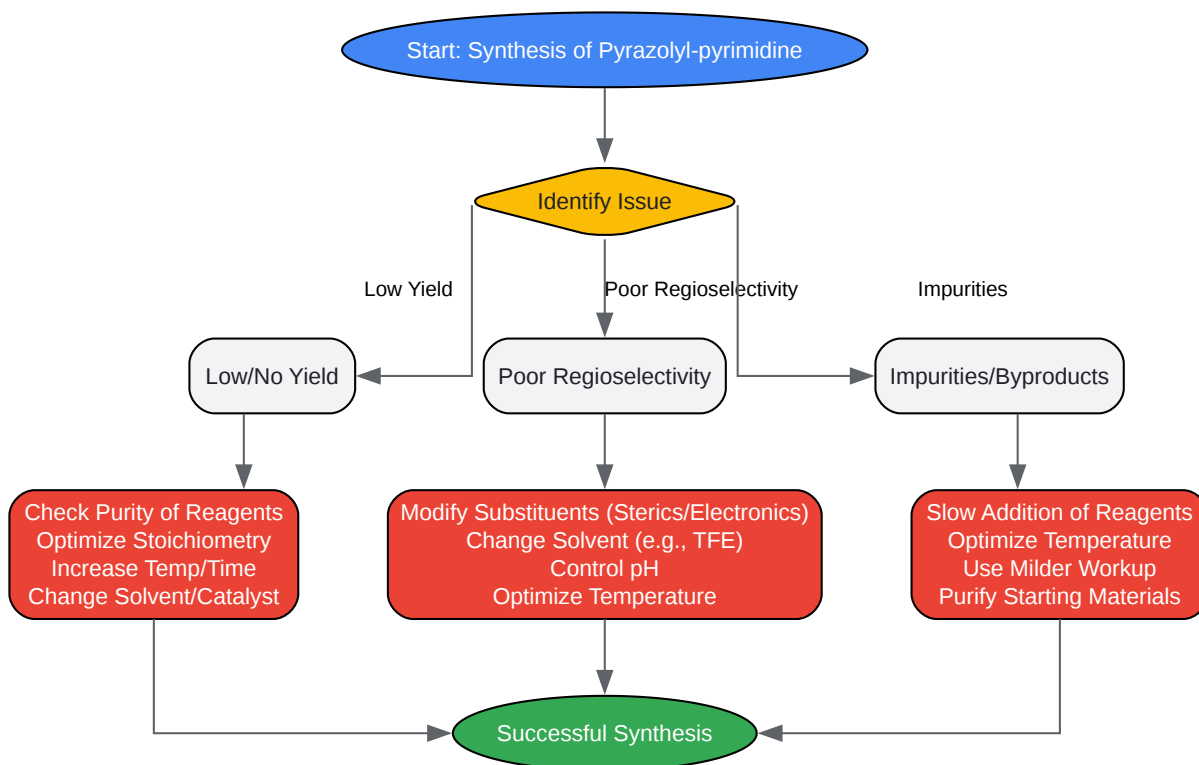 Start: Synthesis of Pyrazolyl-pyrimidine
Identify Issue
Low Yield
Poor Regioselectivity
Impurities
Low/No Yield
Poor Regioselectivity
Impurities/Byproducts
Check Purity of Reagents
Optimize Stoichiometry
Increase Temp/Time
Change Solvent/Catalyst
Modify Substituents (Sterics/Electronics)
Change Solvent (e.g., TFE)
Control pH
Optimize Temperature
Slow Addition of Reagents
Optimize Temperature
Use Milder Workup
Purify Starting Materials
Successful Synthesis